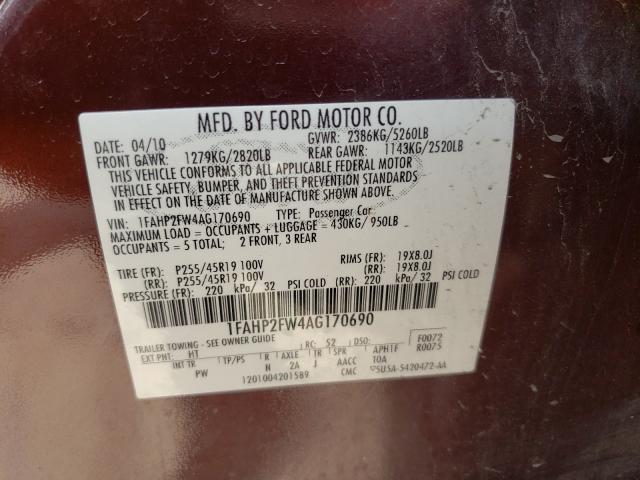 MFD. BY FORD MOTOR CO.
DATE: 04/10 GVWR: 2386KG/5260LB
FRONT GAWR: 1279KG/2820LB REAR GAWR: 1143KG/2520LB
THIS VEHICLE CONFORMS TO ALL APPLICABLE FEDERAL MOTOR
VEHICLE SAFETY, BUMPER, AND THEFT PREVENTION STANDARDS
IN EFFECT ON THE DATE OF MANUFACTURE SHOWN ABOVE.
VIN: 1FAHP2FW4AG170690 TYPE: Passenger Car
MAXIMUM LOAD = OCCUPANTS + LUGGAGE = 430KG/ 950LB
OCCUPANTS = 5 TOTAL; 2 FRONT, 3 REAR
TIRE (FR): P255/45R19 100V RIMS (FR): 19X8.0J
(RR): P255/45R19 100V (RR): 19X8.0J
PRESSURE (FR): 220 kPa/ 32 PSI COLD (RR): 220 kPa/ 32 PSI COLD
1FAHP2FW4AG170690
TRAILER TOWING - SEE OWNER GUIDE RC: 52 DSO: F0072
EXT PNT: HT R0075
INT TR TP/PS R AXLE TR SPR APH1F
PW N 2A J AACC TOA
1201004201589 CMC 5U5A-5420472-AA